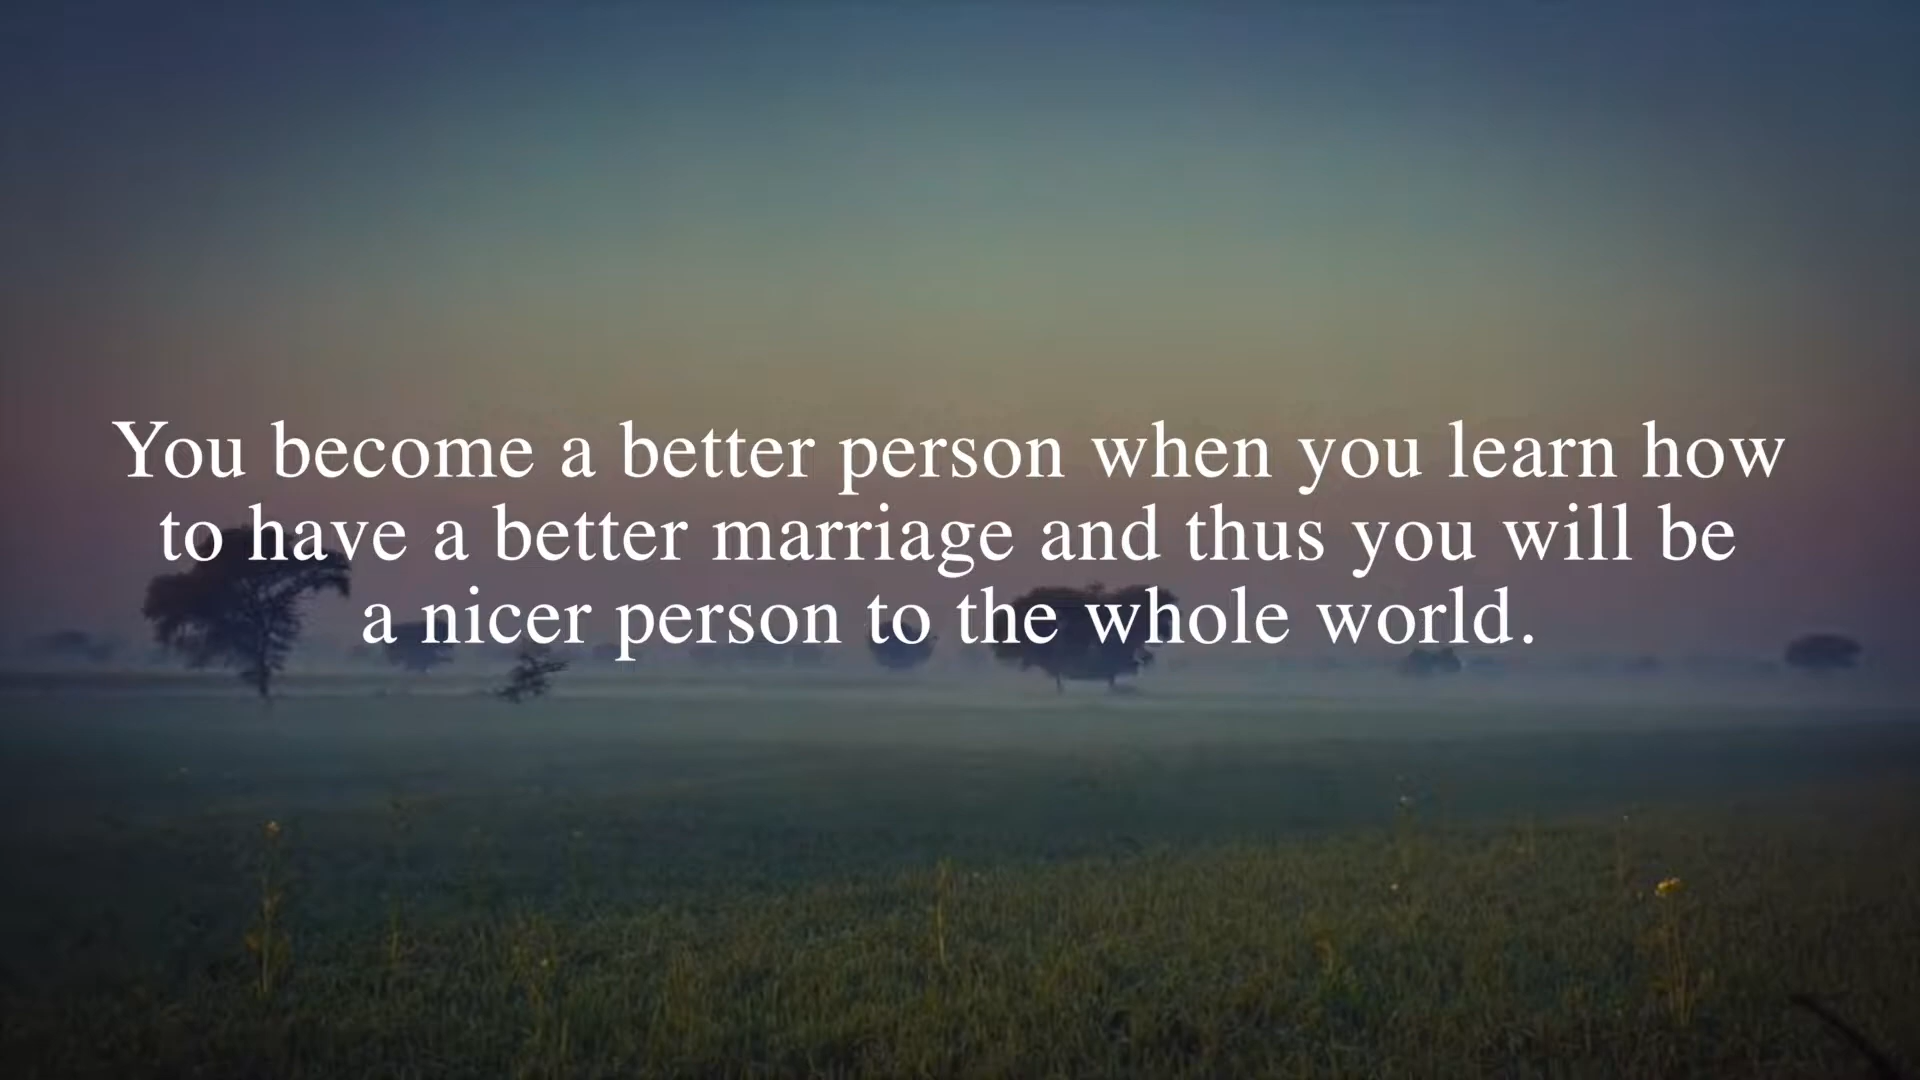 You become a better person when you learn how
to have a better marriage and thus you will be
a nicer person to the whole world.